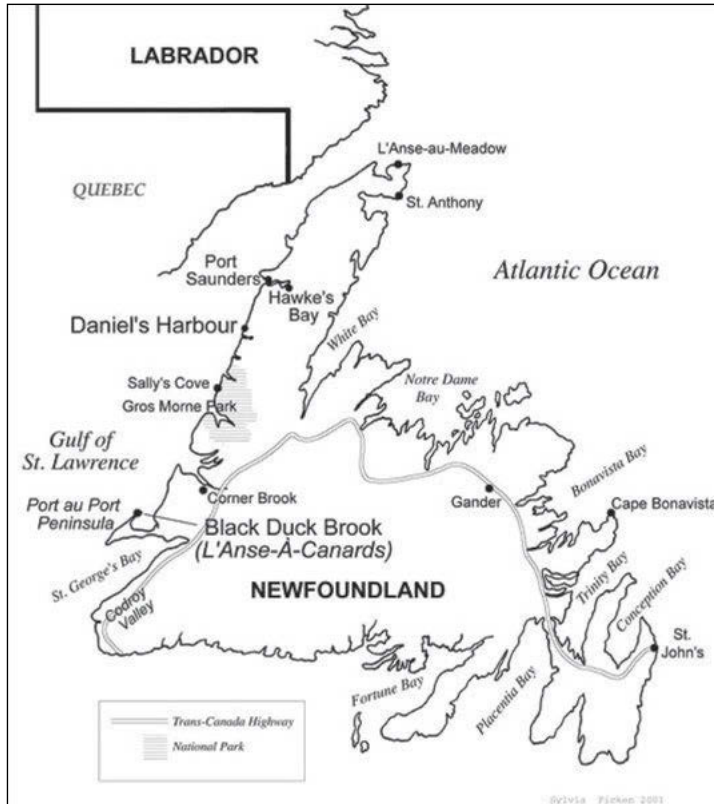 LABRADOR
L'Anse-au-Meadow
QUEBEC
St. Anthony
Port
Saunders
Hawke's
Bay
Atlantic Ocean
Daniel's Harbour
White Bay
Sally's Cove
Gros Morne Park
Notre Dame
Bay
Gulf of
St. Lawrence
Bonavista Bay
Corner Brook
Gander
Cape Bonavista
Port au Port
Peninsula
Black Duck Brook
(L'Anse-À-Canards)
St. George's Bay
Trinity Bay
Conception Bay
Codroy
Valley
NEWFOUNDLAND
St.
John's
Fortune Bay
Placentia Bay
Trans-Canada Highway
National Park
Sylvia Firken 2001